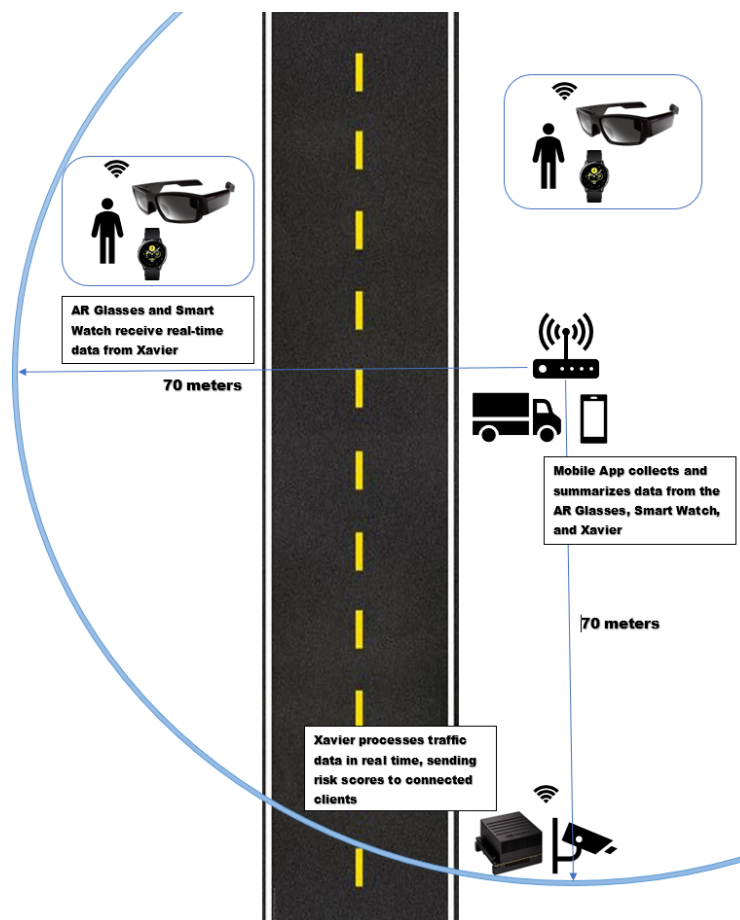 AR Glasses and Smart
Watch receive real-time
data from Xavier
70 meters
Mobile App collects and
summarizes data from the
AR Glasses, Smart Watch,
and Xavier
70 meters
Xavier processes traffic
data in real time, sending
risk scores to connected
clients